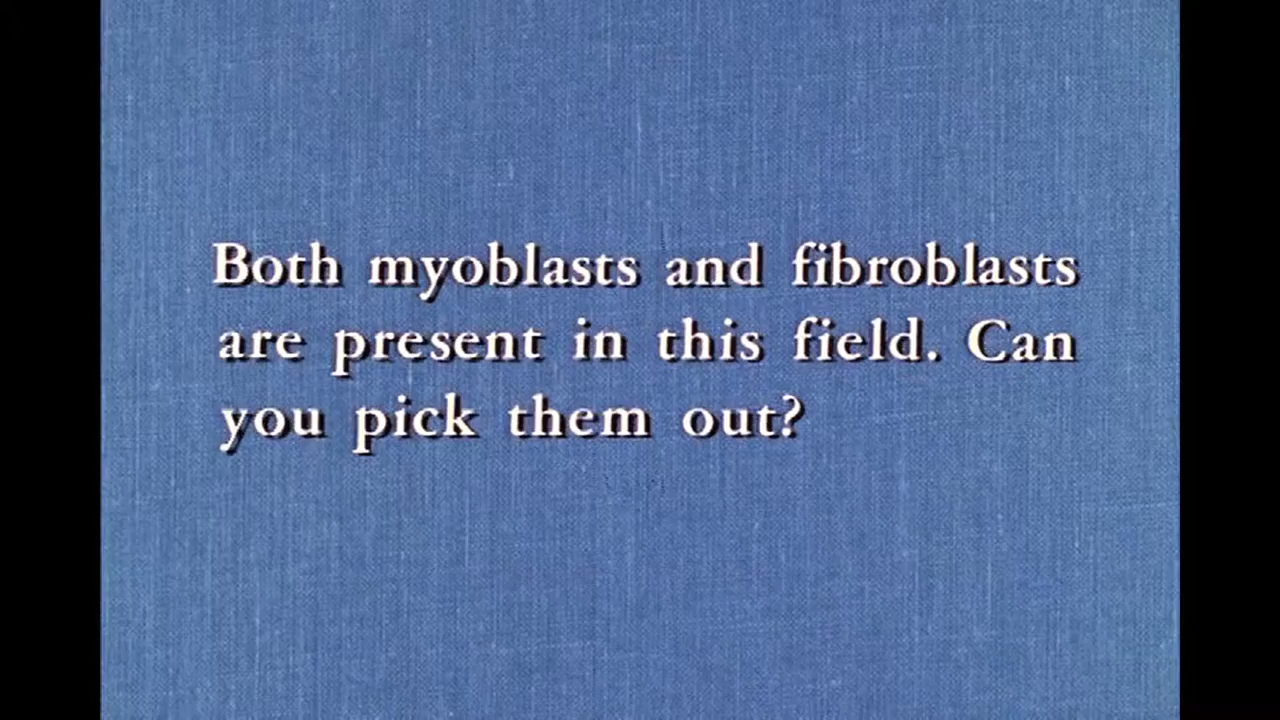 Both myoblasts and fibroblasts
are present in this field. Can
you pick them out?